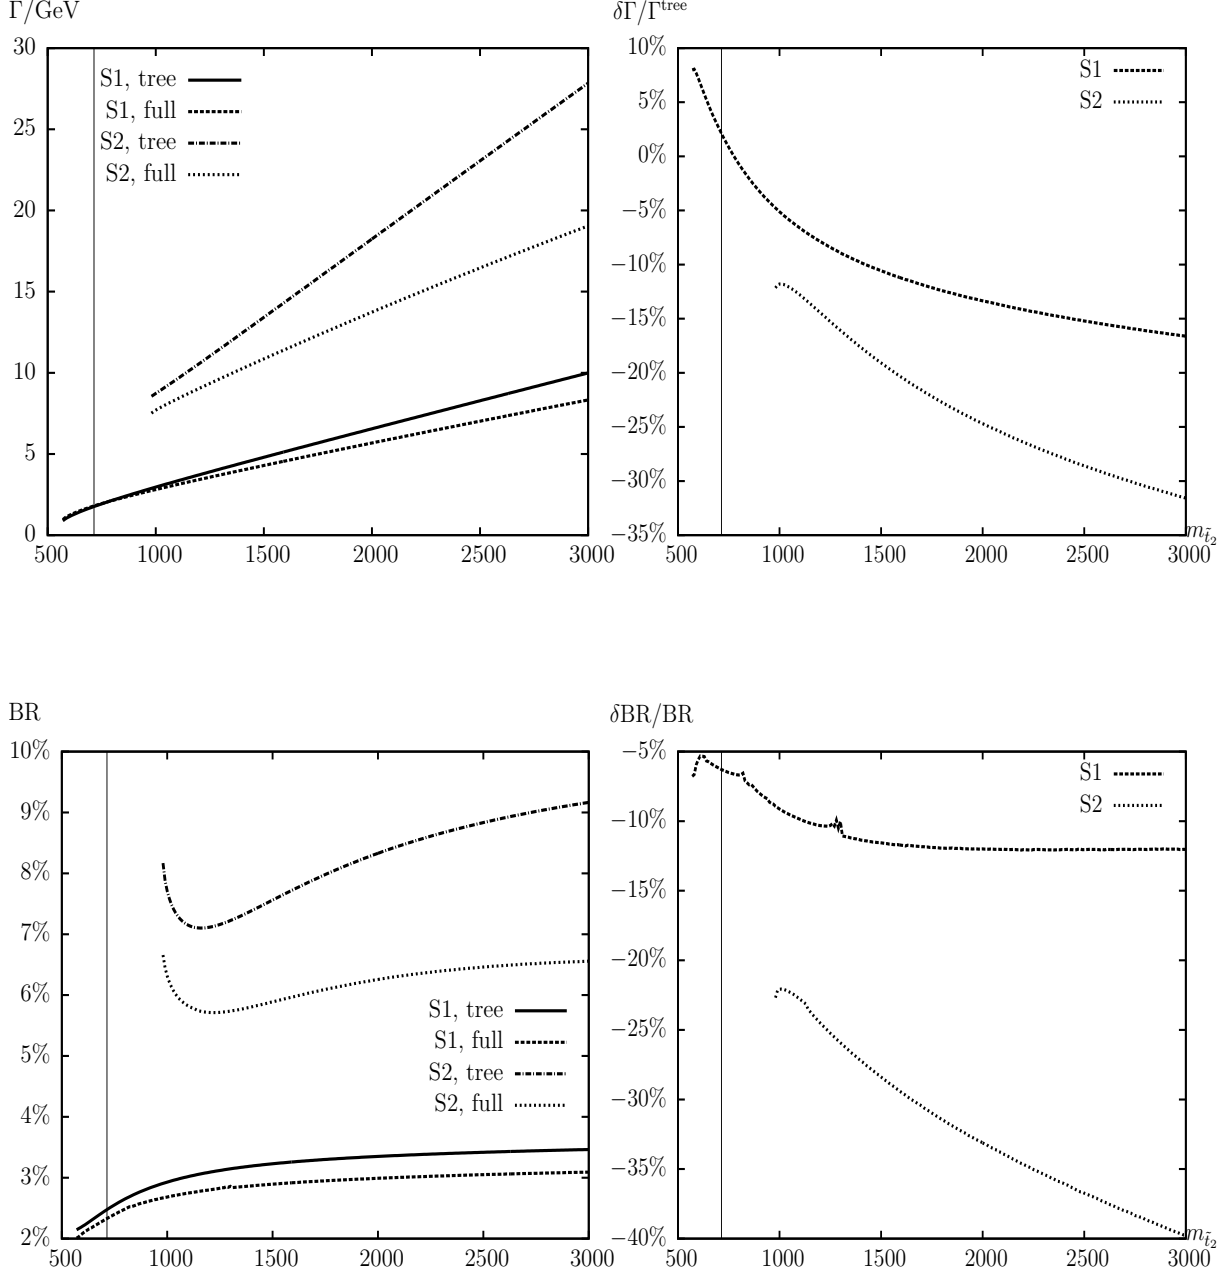 Γ/GeV
30
25
20
15
10
5
0
S1, tree
S1, full
S2, tree
S2, full
500 1000 1500 2000 2500 3000
δΓ/Γ^tree
10%
5%
0%
−5%
−10%
−15%
−20%
−25%
−30%
−35%
S1
S2
500 1000 1500 2000 2500 3000
m_t̃₂
BR
10%
9%
8%
7%
6%
5%
4%
3%
2%
S1, tree
S1, full
S2, tree
S2, full
500 1000 1500 2000 2500 3000
δBR/BR
−5%
−10%
−15%
−20%
−25%
−30%
−35%
−40%
S1
S2
500 1000 1500 2000 2500 3000
m_t̃₂